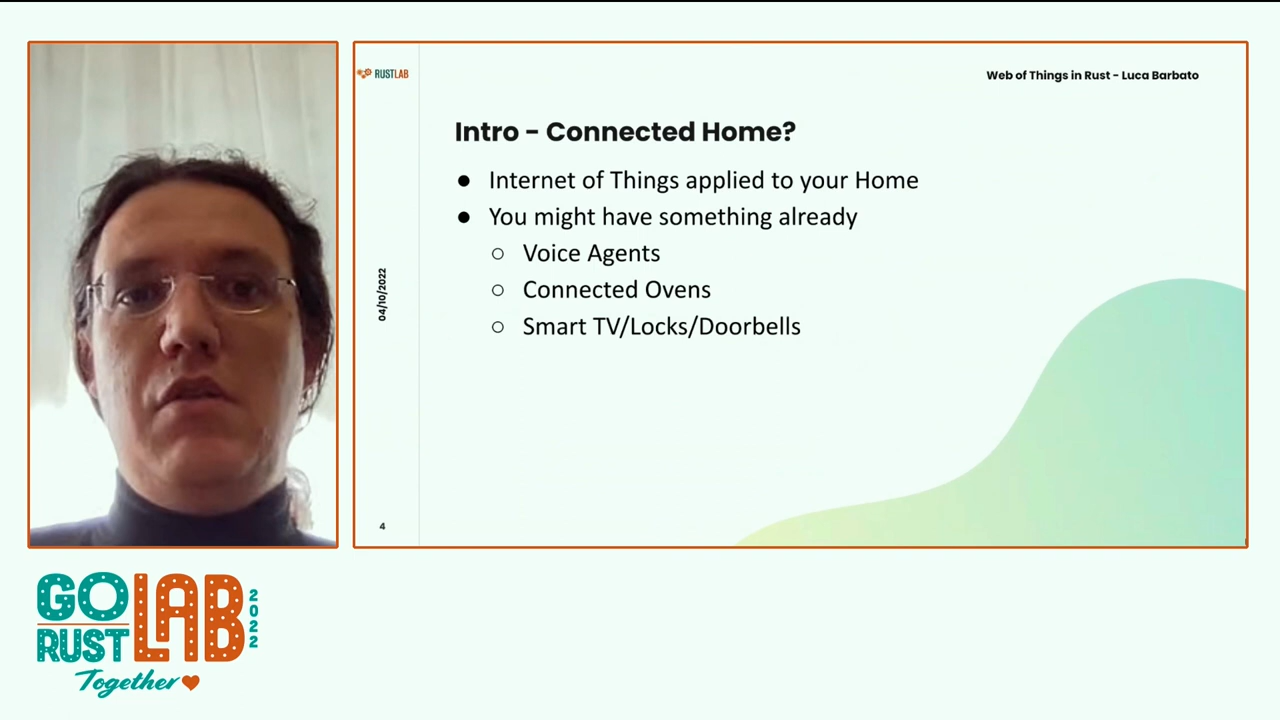 RUSTLAB
Web of Things in Rust - Luca Barbato
Intro - Connected Home?
● Internet of Things applied to your Home
● You might have something already
○ Voice Agents
○ Connected Ovens
○ Smart TV/Locks/Doorbells
04/10/2022
4
GO LAB 2022
RUST
Together